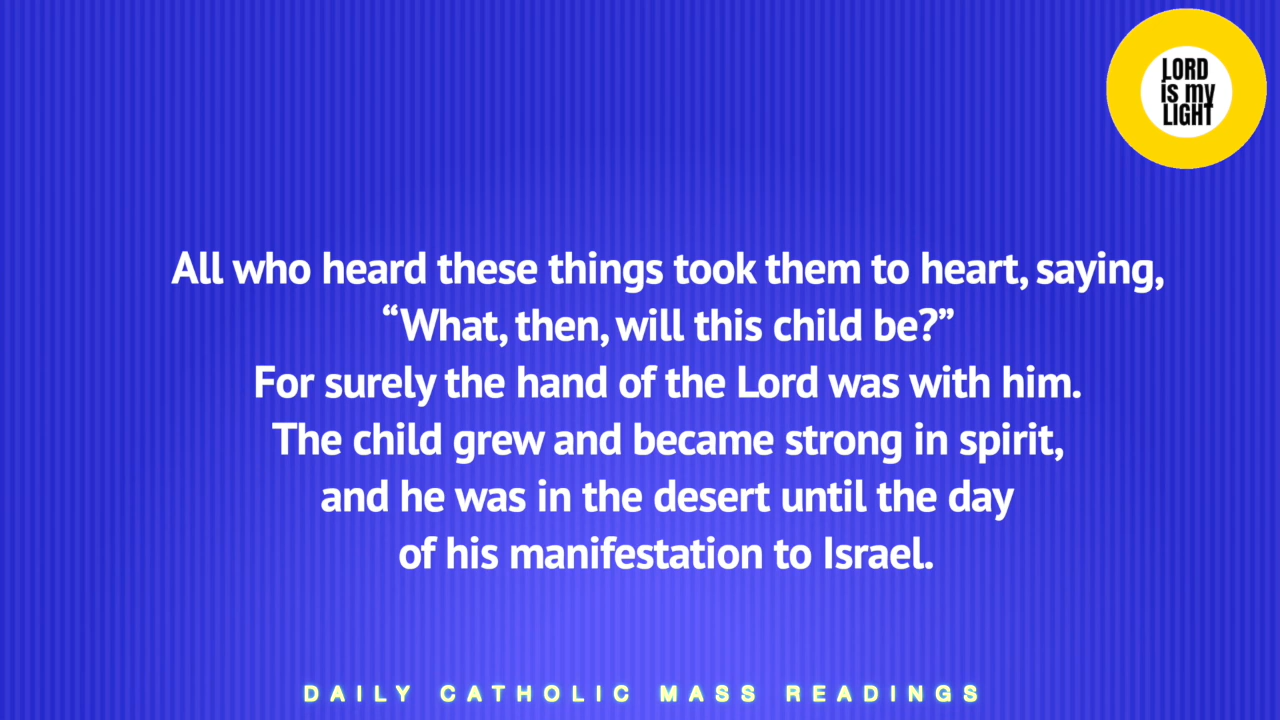 LORD
is my
LIGHT
All who heard these things took them to heart, saying,
“What, then, will this child be?”
For surely the hand of the Lord was with him.
The child grew and became strong in spirit,
and he was in the desert until the day
of his manifestation to Israel.
DAILY CATHOLIC MASS READINGS